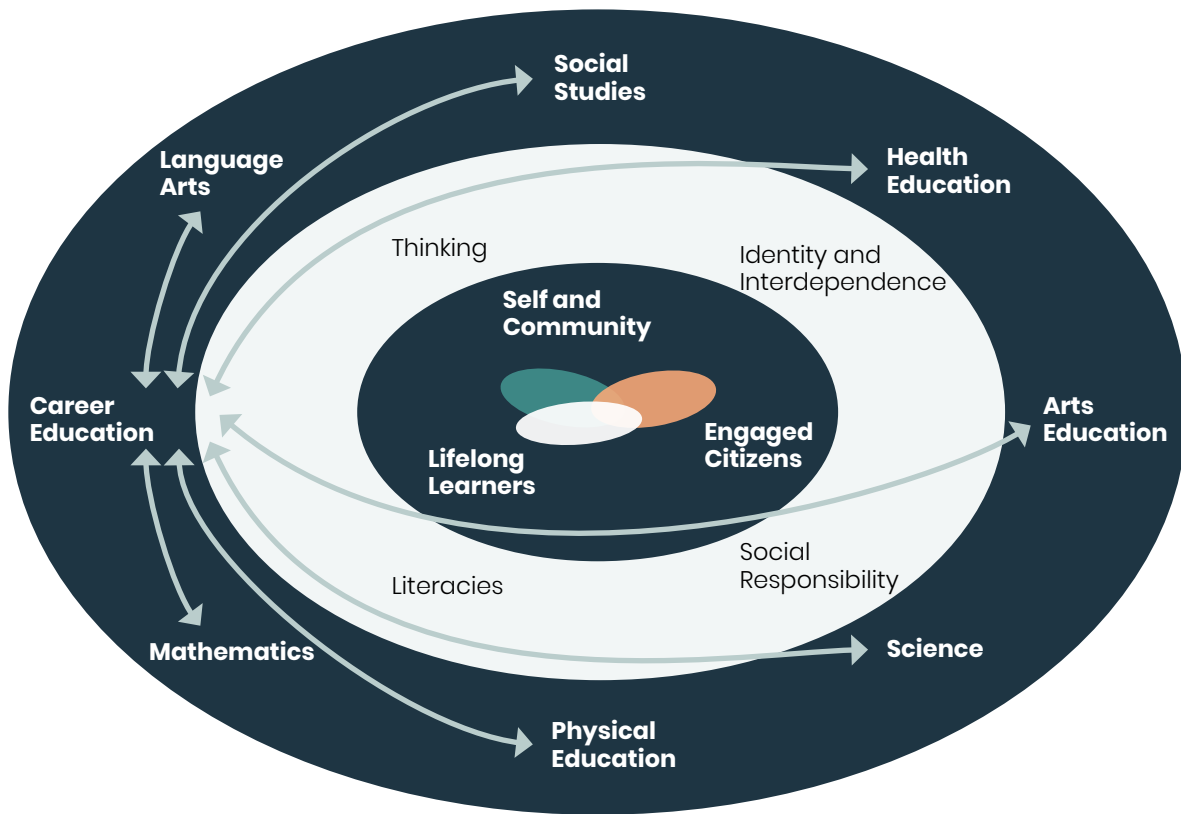 Social
Studies
Language
Arts
Health
Education
Thinking
Identity and
Interdependence
Self and
Community
Career
Education
Arts
Education
Engaged
Citizens
Lifelong
Learners
Social
Responsibility
Literacies
Mathematics
Science
Physical
Education